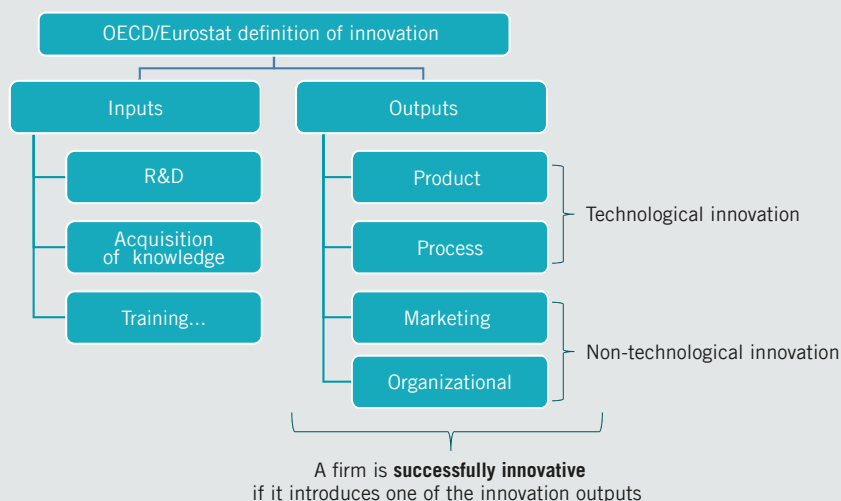 OECD/Eurostat definition of innovation
Inputs
R&D
Acquisition
of knowledge
Training...
Outputs
Product
Process
Technological innovation
Marketing
Organizational
Non-technological innovation
A firm is successfully innovative
if it introduces one of the innovation outputs